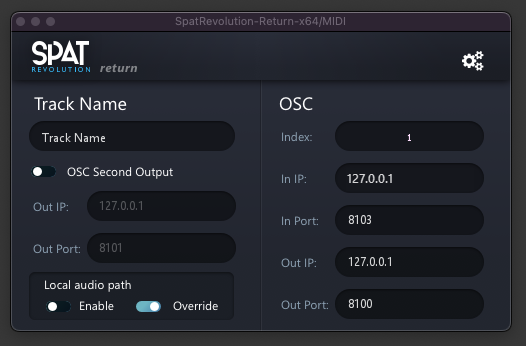 SpatRevolution-Return-x64/MIDI
SPAT
REVOLUTION return
Track Name
Track Name
OSC Second Output
Out IP: 127.0.0.1
Out Port: 8101
Local audio path
Enable Override
OSC
Index: 1
In IP: 127.0.0.1
In Port: 8103
Out IP: 127.0.0.1
Out Port: 8100